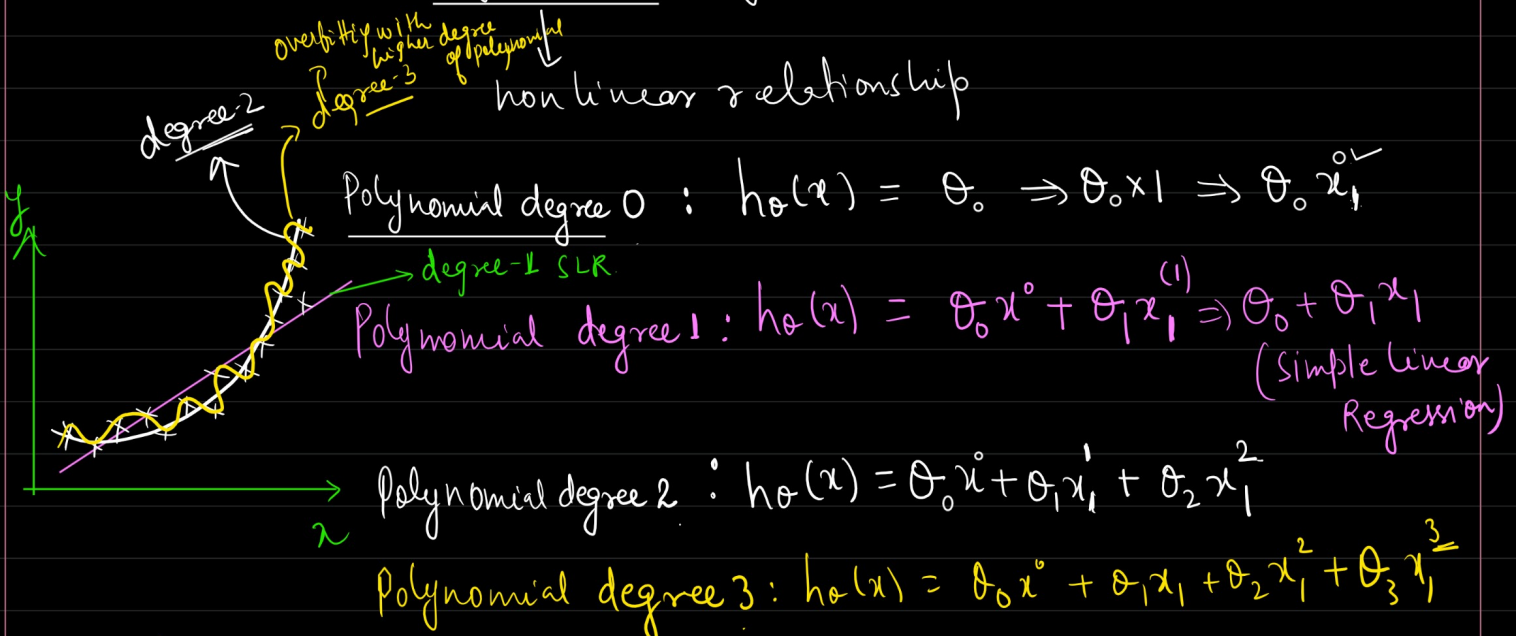 overfitting with
higher degree
of polynomial
degree-3
non linear relationship
degree-2
Polynomial degree 0 : hθ(x) = θ₀ ⇒ θ₀×1 ⇒ θ₀x₁⁰ ✓
y
degree-1 SLR
Polynomial degree 1 : hθ(x) = θ₀x⁰ + θ₁x₁⁽¹⁾ ⇒ θ₀ + θ₁x₁
(Simple linear
Regression)
Polynomial degree 2 : hθ(x) = θ₀x⁰ + θ₁x₁¹ + θ₂x₁²
x
Polynomial degree 3 : hθ(x) = θ₀x⁰ + θ₁x₁ + θ₂x₁² + θ₃x₁³